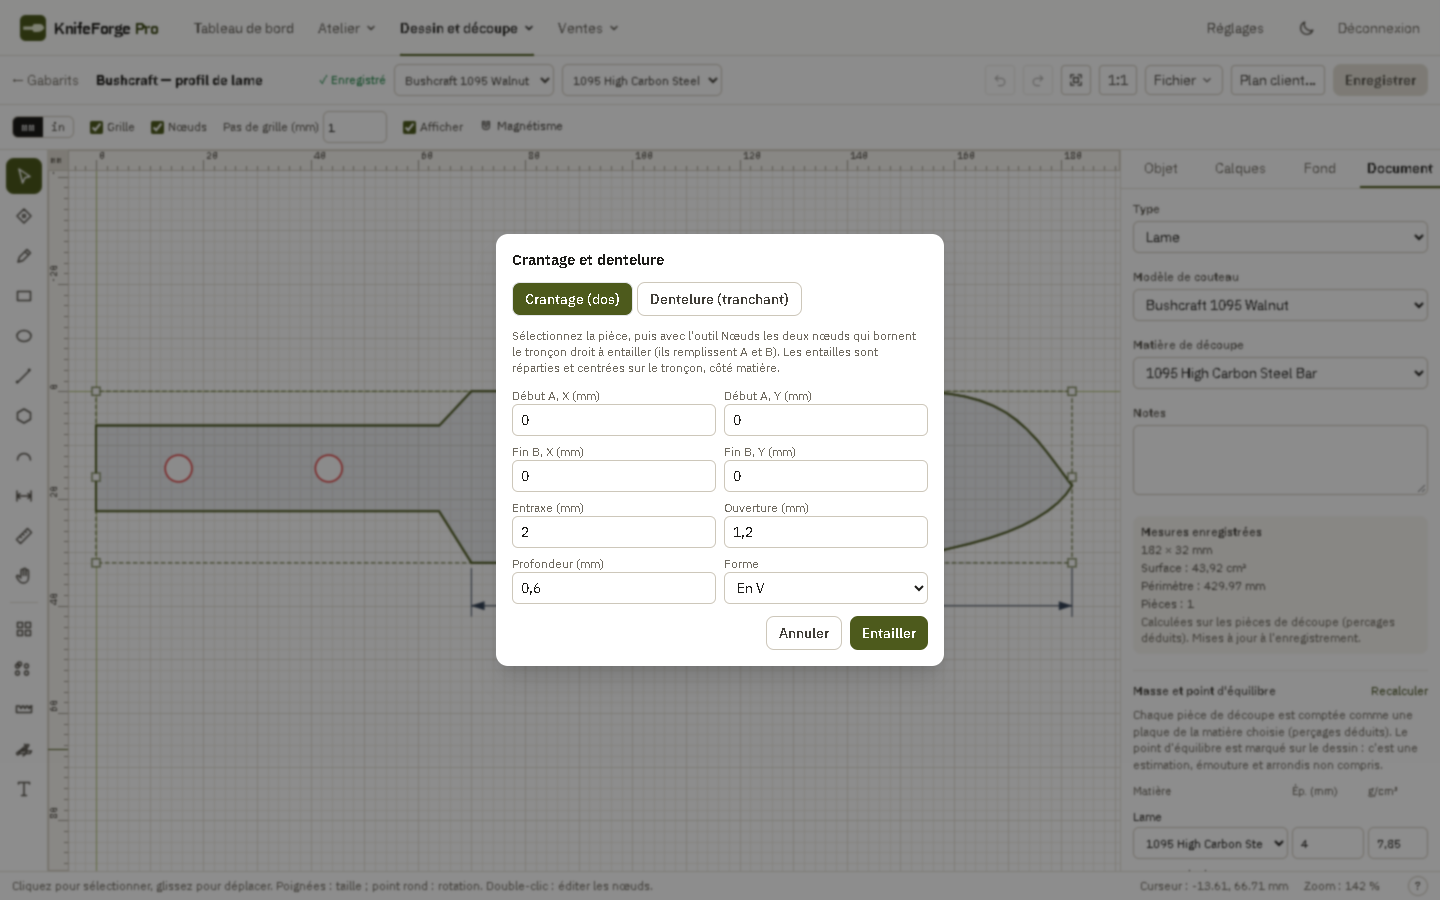 KnifeForge Pro
Tableau de bord
Atelier
Dessin et découpe
Ventes
Réglages
Déconnexion
← Gabarits
Bushcraft — profil de lame
✓ Enregistré
Bushcraft 1095 Walnut
1095 High Carbon Steel
1:1
Fichier
Plan client...
Enregistrer
mm
in
Grille
Nœuds
Pas de grille (mm)
1
Afficher
Magnétisme
mm
0
20
40
60
80
100
120
140
160
180
-20
0
20
40
60
80
Objet
Calques
Fond
Document
Type
Lame
Modèle de couteau
Bushcraft 1095 Walnut
Matière de découpe
1095 High Carbon Steel Bar
Notes
Mesures enregistrées
182 × 32 mm
Surface : 43,92 cm²
Périmètre : 429.97 mm
Pièces : 1
Calculées sur les pièces de découpe (perçages
déduits). Mises à jour à l'enregistrement.
Masse et point d'équilibre
Recalculer
Chaque pièce de découpe est comptée comme une
plaque de la matière choisie (perçages déduits). Le
point d'équilibre est marqué sur le dessin : c'est une
estimation, émouture et arrondis non compris.
Matière
Ép. (mm)
g/cm³
Lame
1095 High Carbon Ste
4
7,85
Crantage et dentelure
Crantage (dos)
Dentelure (tranchant)
Sélectionnez la pièce, puis avec l'outil Nœuds les deux nœuds qui bornent
le tronçon droit à entailler (ils remplissent A et B). Les entailles sont
réparties et centrées sur le tronçon, côté matière.
Début A, X (mm)
Début A, Y (mm)
0
0
Fin B, X (mm)
Fin B, Y (mm)
0
0
Entraxe (mm)
Ouverture (mm)
2
1,2
Profondeur (mm)
Forme
0,6
En V
Annuler
Entailler
Cliquez pour sélectionner, glissez pour déplacer. Poignées : taille ; point rond : rotation. Double-clic : éditer les nœuds.
Curseur : -13.61, 66.71 mm
Zoom : 142 %
?